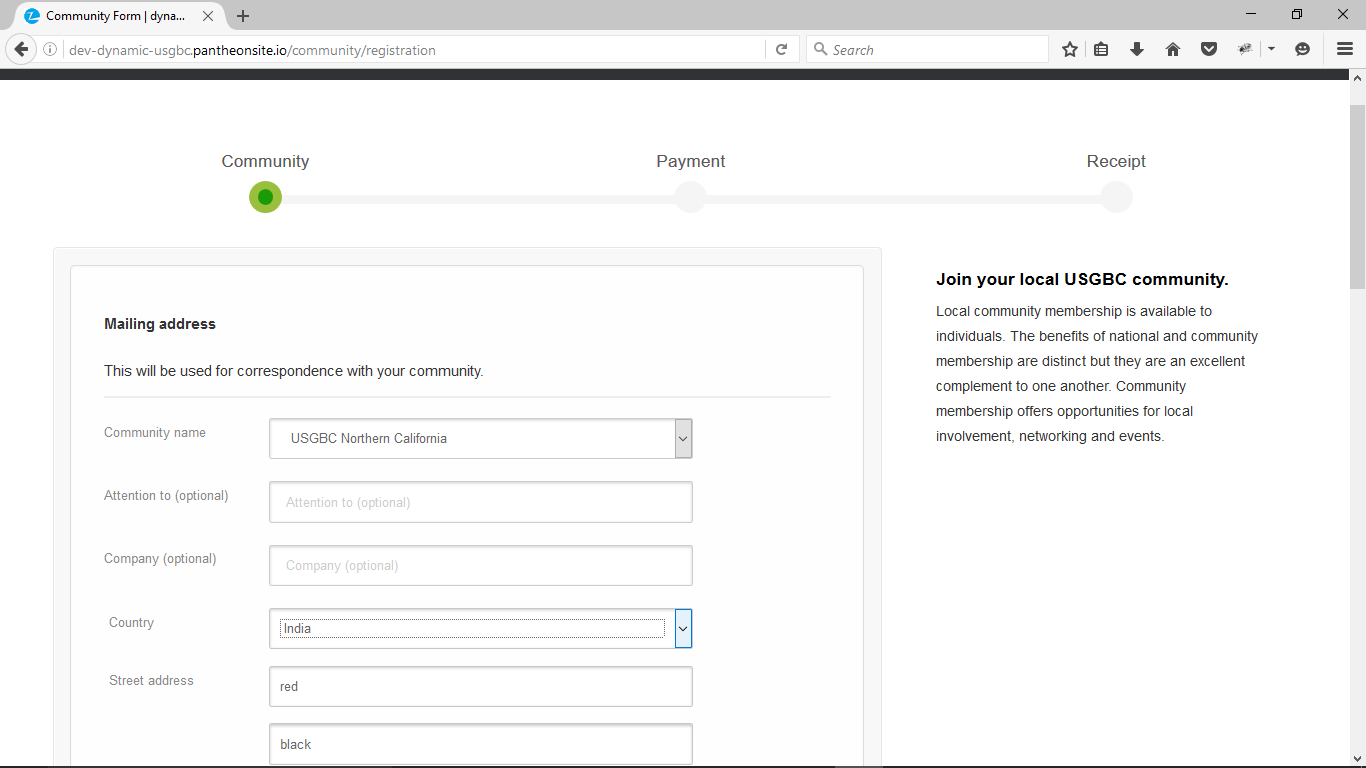 Community Form | dyna...
dev-dynamic-usgbc.pantheonsite.io/community/registration
Search
Community
Payment
Receipt
Mailing address
This will be used for correspondence with your community.
Community name
USGBC Northern California
Attention to (optional)
Attention to (optional)
Company (optional)
Company (optional)
Country
India
Street address
red
black
Join your local USGBC community.
Local community membership is available to
individuals. The benefits of national and community
membership are distinct but they are an excellent
complement to one another. Community
membership offers opportunities for local
involvement, networking and events.